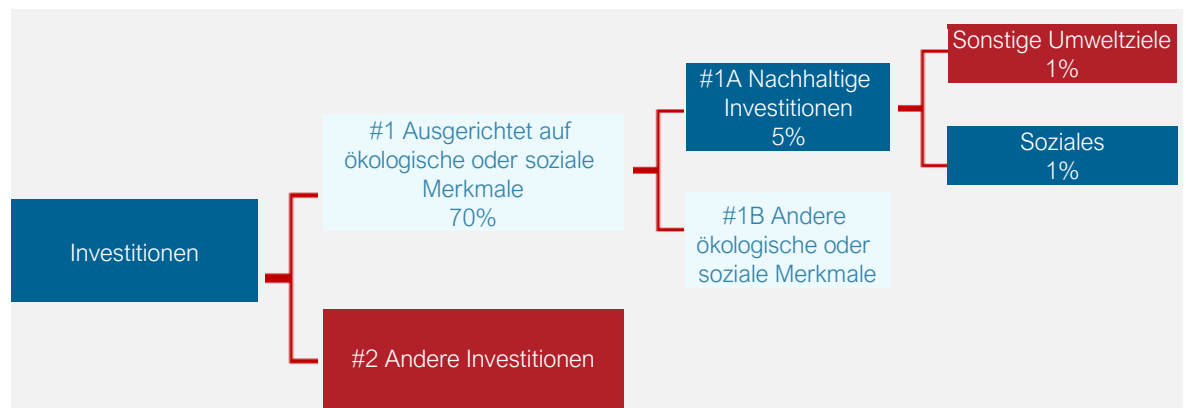 Investitionen
#1 Ausgerichtet auf
ökologische oder soziale
Merkmale
70%
#2 Andere Investitionen
#1A Nachhaltige
Investitionen
5%
#1B Andere
ökologische oder
soziale Merkmale
Sonstige Umweltziele
1%
Soziales
1%